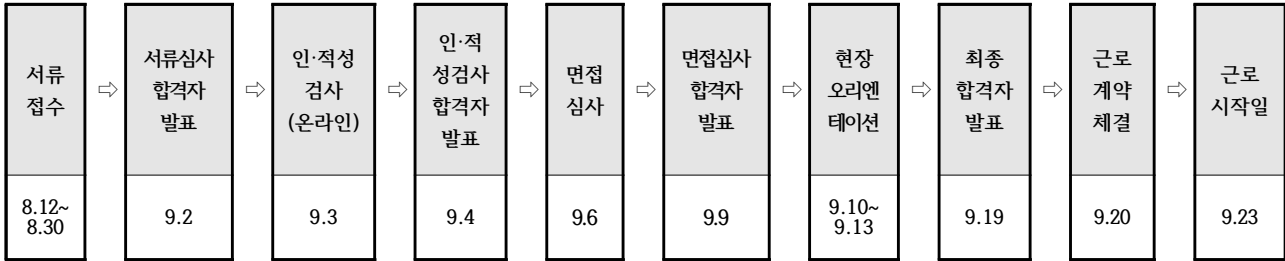 서류
접수
⇨
서류심사
합격자
발표
⇨
인·적성
검사
(온라인)
⇨
인·적
성검사
합격자
발표
⇨
면접
심사
⇨
면접심사
합격자
발표
⇨
현장
오리엔
테이션
⇨
최종
합격자
발표
⇨
근로
계약
체결
⇨
근로
시작일
8.12~
8.30
9.2
9.3
9.4
9.6
9.9
9.10~
9.13
9.19
9.20
9.23